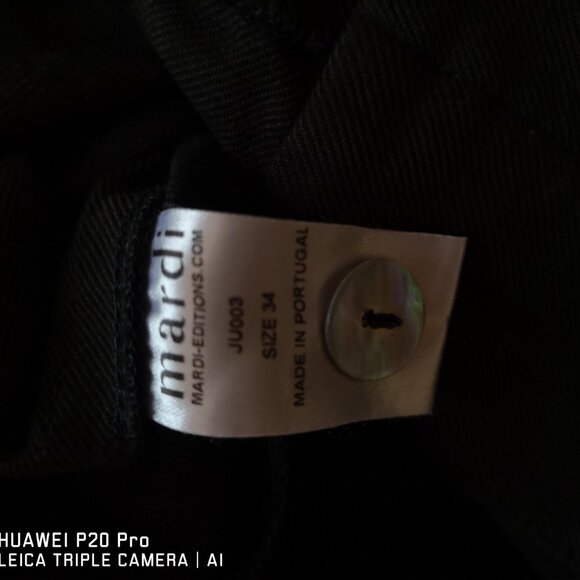 mardi
MARDI-EDITIONS.COM
JU003
SIZE 34
MADE IN PORTUGAL
HUAWEI P20 Pro
LEICA TRIPLE CAMERA | AI